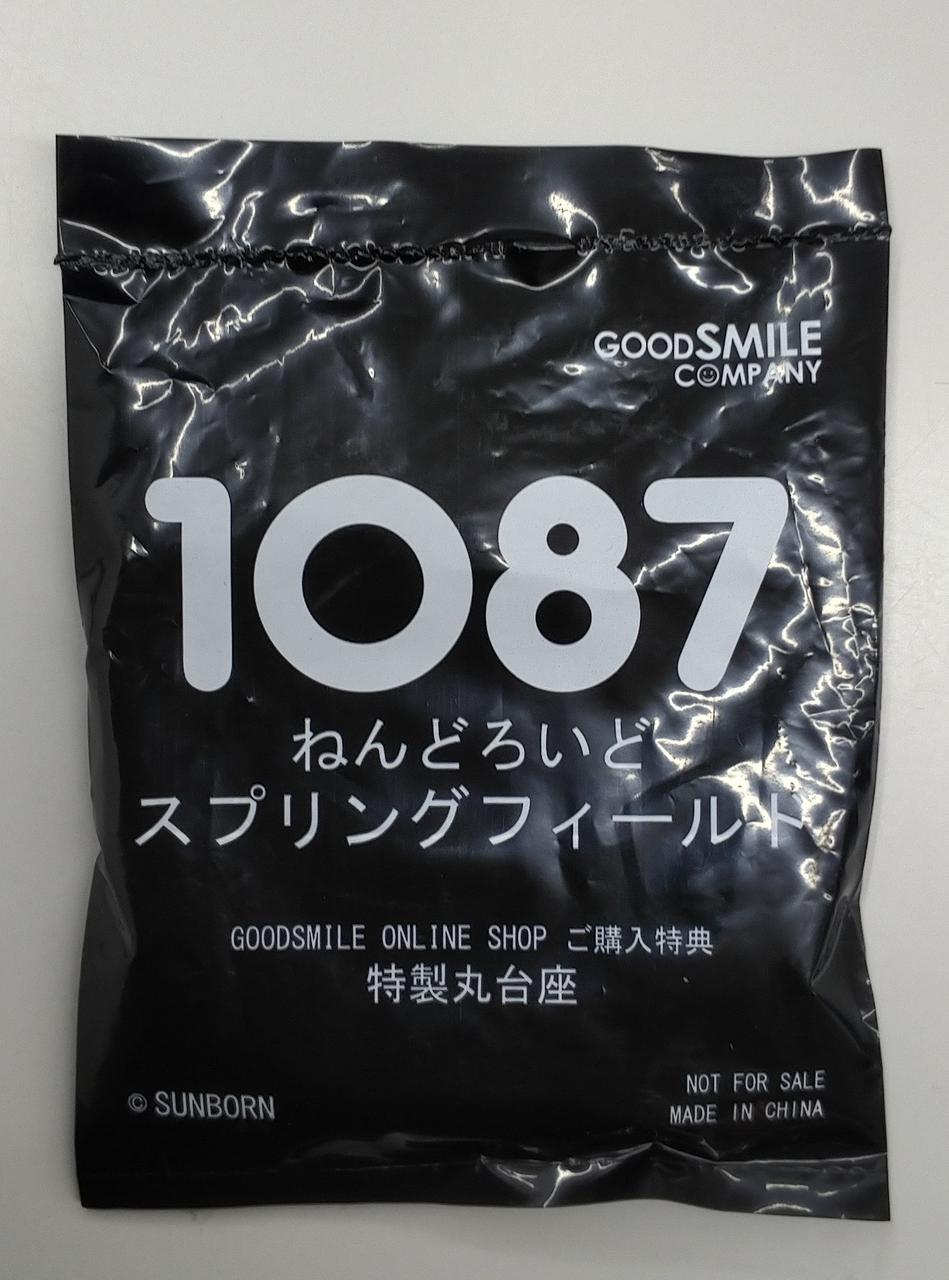 GOODSMILE
COMPANY
1087
ねんどろいど
スプリングフィールド
GOODSMILE ONLINE SHOP ご購入特典
特製丸台座
© SUNBORN
NOT FOR SALE
MADE IN CHINA